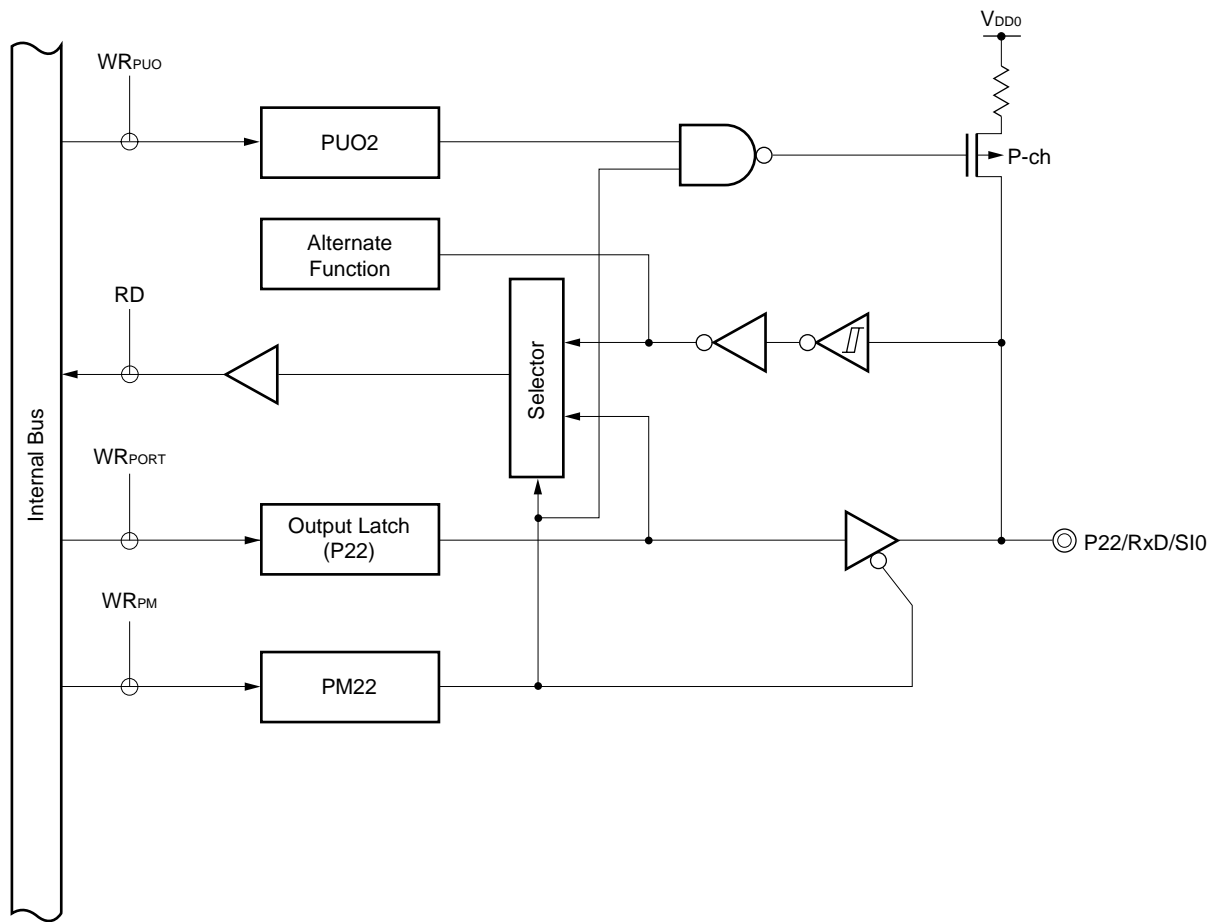 VDD0
WRPUO
PUO2
P-ch
Alternate
Function
RD
Selector
Internal Bus
WRPORT
Output Latch
(P22)
P22/RxD/SI0
WRPM
PM22